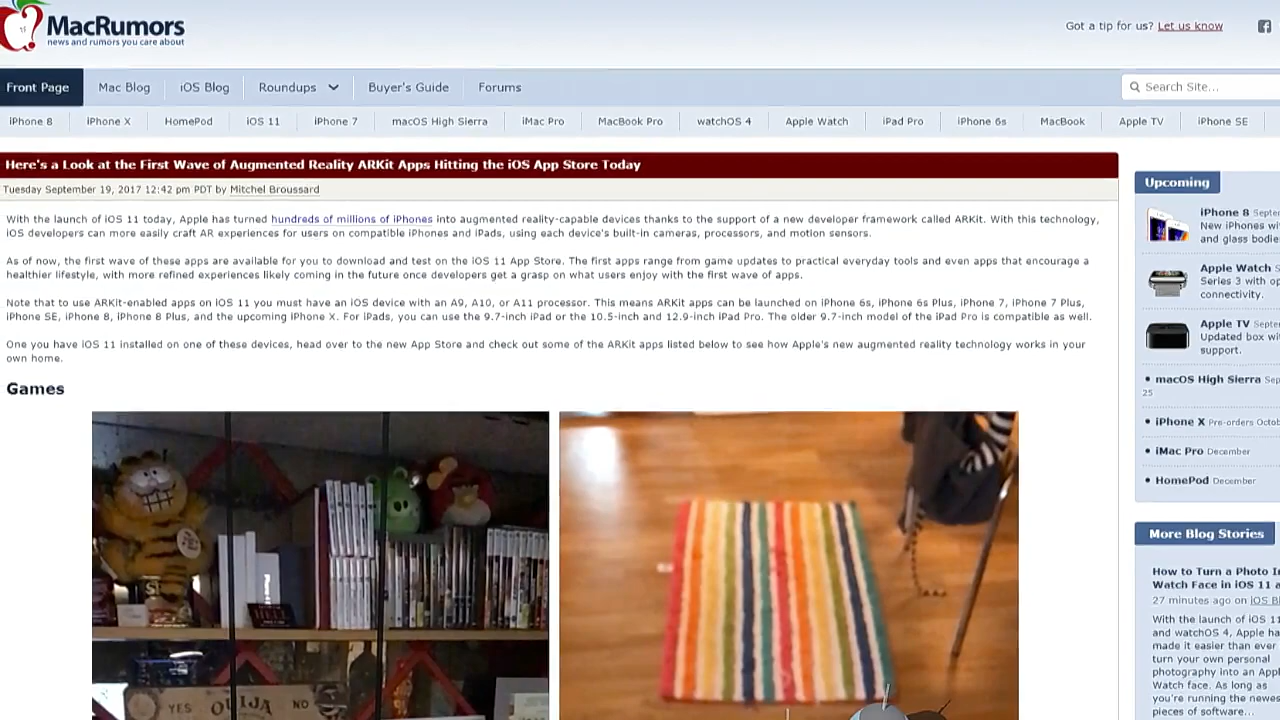 MacRumors
news and rumors you care about
Got a tip for us? Let us know
Front Page Mac Blog iOS Blog Roundups Buyer's Guide Forums Search Site...
iPhone 8 iPhone X HomePod iOS 11 iPhone 7 macOS High Sierra iMac Pro MacBook Pro watchOS 4 Apple Watch iPad Pro iPhone 6s MacBook Apple TV iPhone SE
Here's a Look at the First Wave of Augmented Reality ARKit Apps Hitting the iOS App Store Today
Tuesday September 19, 2017 12:42 pm PDT by Mitchel Broussard
With the launch of iOS 11 today, Apple has turned hundreds of millions of iPhones into augmented reality-capable devices thanks to the support of a new developer framework called ARKit. With this technology,
iOS developers can more easily craft AR experiences for users on compatible iPhones and iPads, using each device's built-in cameras, processors, and motion sensors.
As of now, the first wave of these apps are available for you to download and test on the iOS 11 App Store. The first apps range from game updates to practical everyday tools and even apps that encourage a
healthier lifestyle, with more refined experiences likely coming in the future once developers get a grasp on what users enjoy with the first wave of apps.
Note that to use ARKit-enabled apps on iOS 11 you must have an iOS device with an A9, A10, or A11 processor. This means ARKit apps can be launched on iPhone 6s, iPhone 6s Plus, iPhone 7, iPhone 7 Plus,
iPhone SE, iPhone 8, iPhone 8 Plus, and the upcoming iPhone X. For iPads, you can use the 9.7-inch iPad or the 10.5-inch and 12.9-inch iPad Pro. The older 9.7-inch model of the iPad Pro is compatible as well.
One you have iOS 11 installed on one of these devices, head over to the new App Store and check out some of the ARKit apps listed below to see how Apple's new augmented reality technology works in your
own home.
Games
YES OUIJA NO
Upcoming
iPhone 8 Septe
New iPhones wi
and glass bodie
Apple Watch S
Series 3 with op
connectivity.
Apple TV Septe
Updated box wi
support.
• macOS High Sierra Sep
25
• iPhone X Pre-orders Octob
• iMac Pro December
• HomePod December
More Blog Stories
How to Turn a Photo In
Watch Face in iOS 11 a
27 minutes ago on iOS B
With the launch of iOS 11
and watchOS 4, Apple ha
made it easier than ever
turn your own personal
photography into an App
Watch face. As long as
you're running the newes
pieces of software...